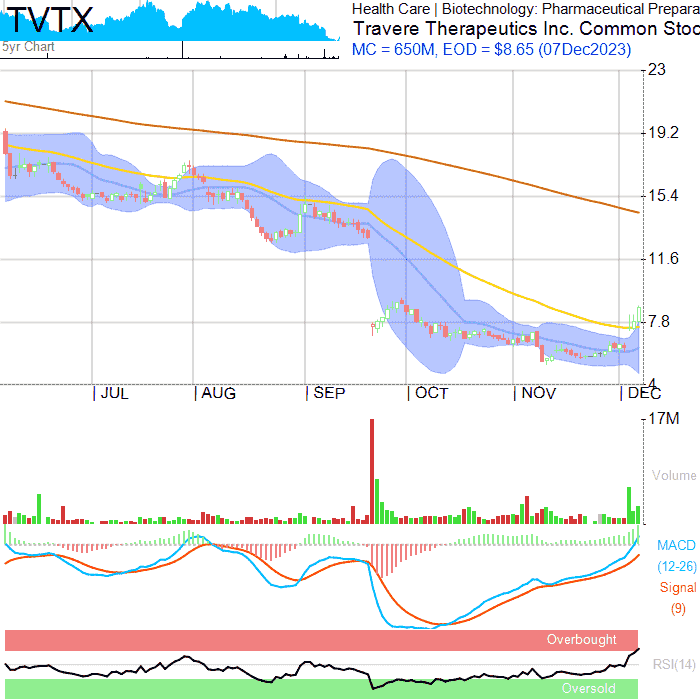 TVTX
5yr Chart
Health Care | Biotechnology: Pharmaceutical Prepara
Travere Therapeutics Inc. Common Stoc
MC = 650M, EOD = $8.65 (07Dec2023)
23
19.2
15.4
11.6
7.8
4
JUL AUG SEP OCT NOV DEC
17M
Volume
MACD
(12-26)
Signal
(9)
Overbought
RSI(14)
Oversold